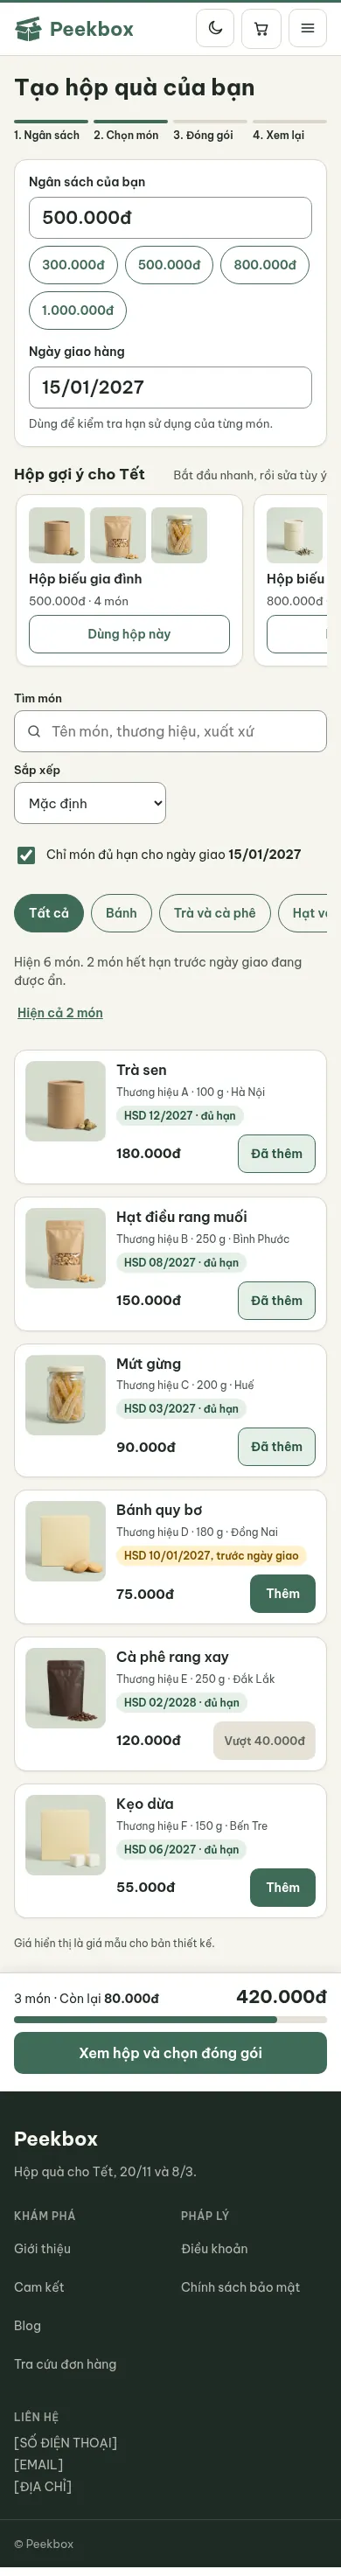 Peekbox
Tạo hộp quà của bạn
1. Ngân sách
2. Chọn món
3. Đóng gói
4. Xem lại
Ngân sách của bạn
500.000đ
300.000đ
500.000đ
800.000đ
1.000.000đ
Ngày giao hàng
15/01/2027
Dùng để kiểm tra hạn sử dụng của từng món.
Hộp gợi ý cho Tết
Bắt đầu nhanh, rồi sửa tùy ý
Hộp biếu gia đình
500.000đ · 4 món
Dùng hộp này
Hộp biếu
800.000đ
Tìm món
Tên món, thương hiệu, xuất xứ
Sắp xếp
Mặc định
Chỉ món đủ hạn cho ngày giao 15/01/2027
Tất cả
Bánh
Trà và cà phê
Hạt
Hiện 6 món. 2 món hết hạn trước ngày giao đang
được ẩn.
Hiện cả 2 món
Trà sen
Thương hiệu A · 100 g · Hà Nội
HSD 12/2027 · đủ hạn
180.000đ
Đã thêm
Hạt điều rang muối
Thương hiệu B · 250 g · Bình Phước
HSD 08/2027 · đủ hạn
150.000đ
Đã thêm
Mứt gừng
Thương hiệu C · 200 g · Huế
HSD 03/2027 · đủ hạn
90.000đ
Đã thêm
Bánh quy bơ
Thương hiệu D · 180 g · Đồng Nai
HSD 10/01/2027, trước ngày giao
75.000đ
Thêm
Cà phê rang xay
Thương hiệu E · 250 g · Đắk Lắk
HSD 02/2028 · đủ hạn
120.000đ
Vượt 40.000đ
Kẹo dừa
Thương hiệu F · 150 g · Bến Tre
HSD 06/2027 · đủ hạn
55.000đ
Thêm
Giá hiển thị là giá mẫu cho bản thiết kế.
3 món · Còn lại 80.000đ
420.000đ
Xem hộp và chọn đóng gói
Peekbox
Hộp quà cho Tết, 20/11 và 8/3.
KHÁM PHÁ
Giới thiệu
Cam kết
Blog
Tra cứu đơn hàng
PHÁP LÝ
Điều khoản
Chính sách bảo mật
LIÊN HỆ
[SỐ ĐIỆN THOẠI]
[EMAIL]
[ĐỊA CHỈ]
© Peekbox